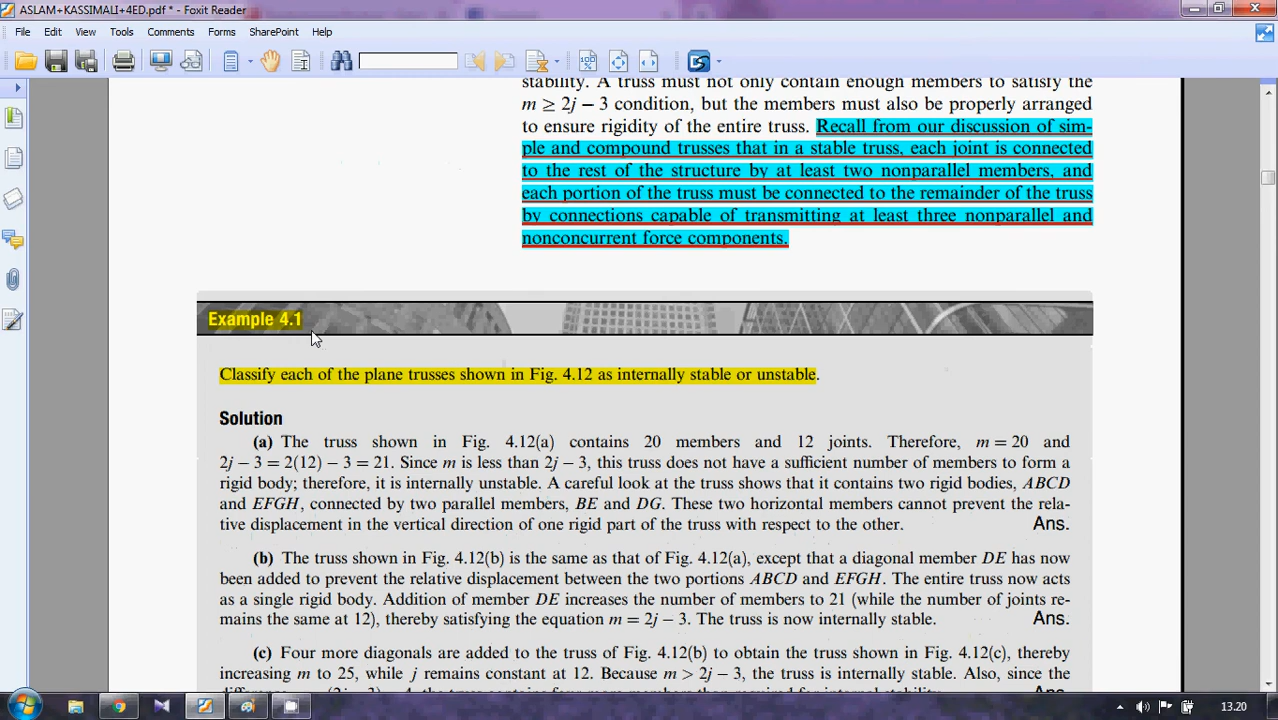 ASLAM+KASSIMALI+4ED.pdf * - Foxit Reader
File Edit View Tools Comments Forms SharePoint Help
stability. A truss must not only contain enough members to satisfy the
m ≥ 2j − 3 condition, but the members must also be properly arranged
to ensure rigidity of the entire truss. Recall from our discussion of sim-
ple and compound trusses that in a stable truss, each joint is connected
to the rest of the structure by at least two nonparallel members, and
each portion of the truss must be connected to the remainder of the truss
by connections capable of transmitting at least three nonparallel and
nonconcurrent force components.
Example 4.1
Classify each of the plane trusses shown in Fig. 4.12 as internally stable or unstable.
Solution
(a) The truss shown in Fig. 4.12(a) contains 20 members and 12 joints. Therefore, m = 20 and
2j − 3 = 2(12) − 3 = 21. Since m is less than 2j − 3, this truss does not have a sufficient number of members to form a
rigid body; therefore, it is internally unstable. A careful look at the truss shows that it contains two rigid bodies, ABCD
and EFGH, connected by two parallel members, BE and DG. These two horizontal members cannot prevent the rela-
tive displacement in the vertical direction of one rigid part of the truss with respect to the other. Ans.
(b) The truss shown in Fig. 4.12(b) is the same as that of Fig. 4.12(a), except that a diagonal member DE has now
been added to prevent the relative displacement between the two portions ABCD and EFGH. The entire truss now acts
as a single rigid body. Addition of member DE increases the number of members to 21 (while the number of joints re-
mains the same at 12), thereby satisfying the equation m = 2j − 3. The truss is now internally stable. Ans.
(c) Four more diagonals are added to the truss of Fig. 4.12(b) to obtain the truss shown in Fig. 4.12(c), thereby
increasing m to 25, while j remains constant at 12. Because m > 2j − 3, the truss is internally stable. Also, since the
13.20